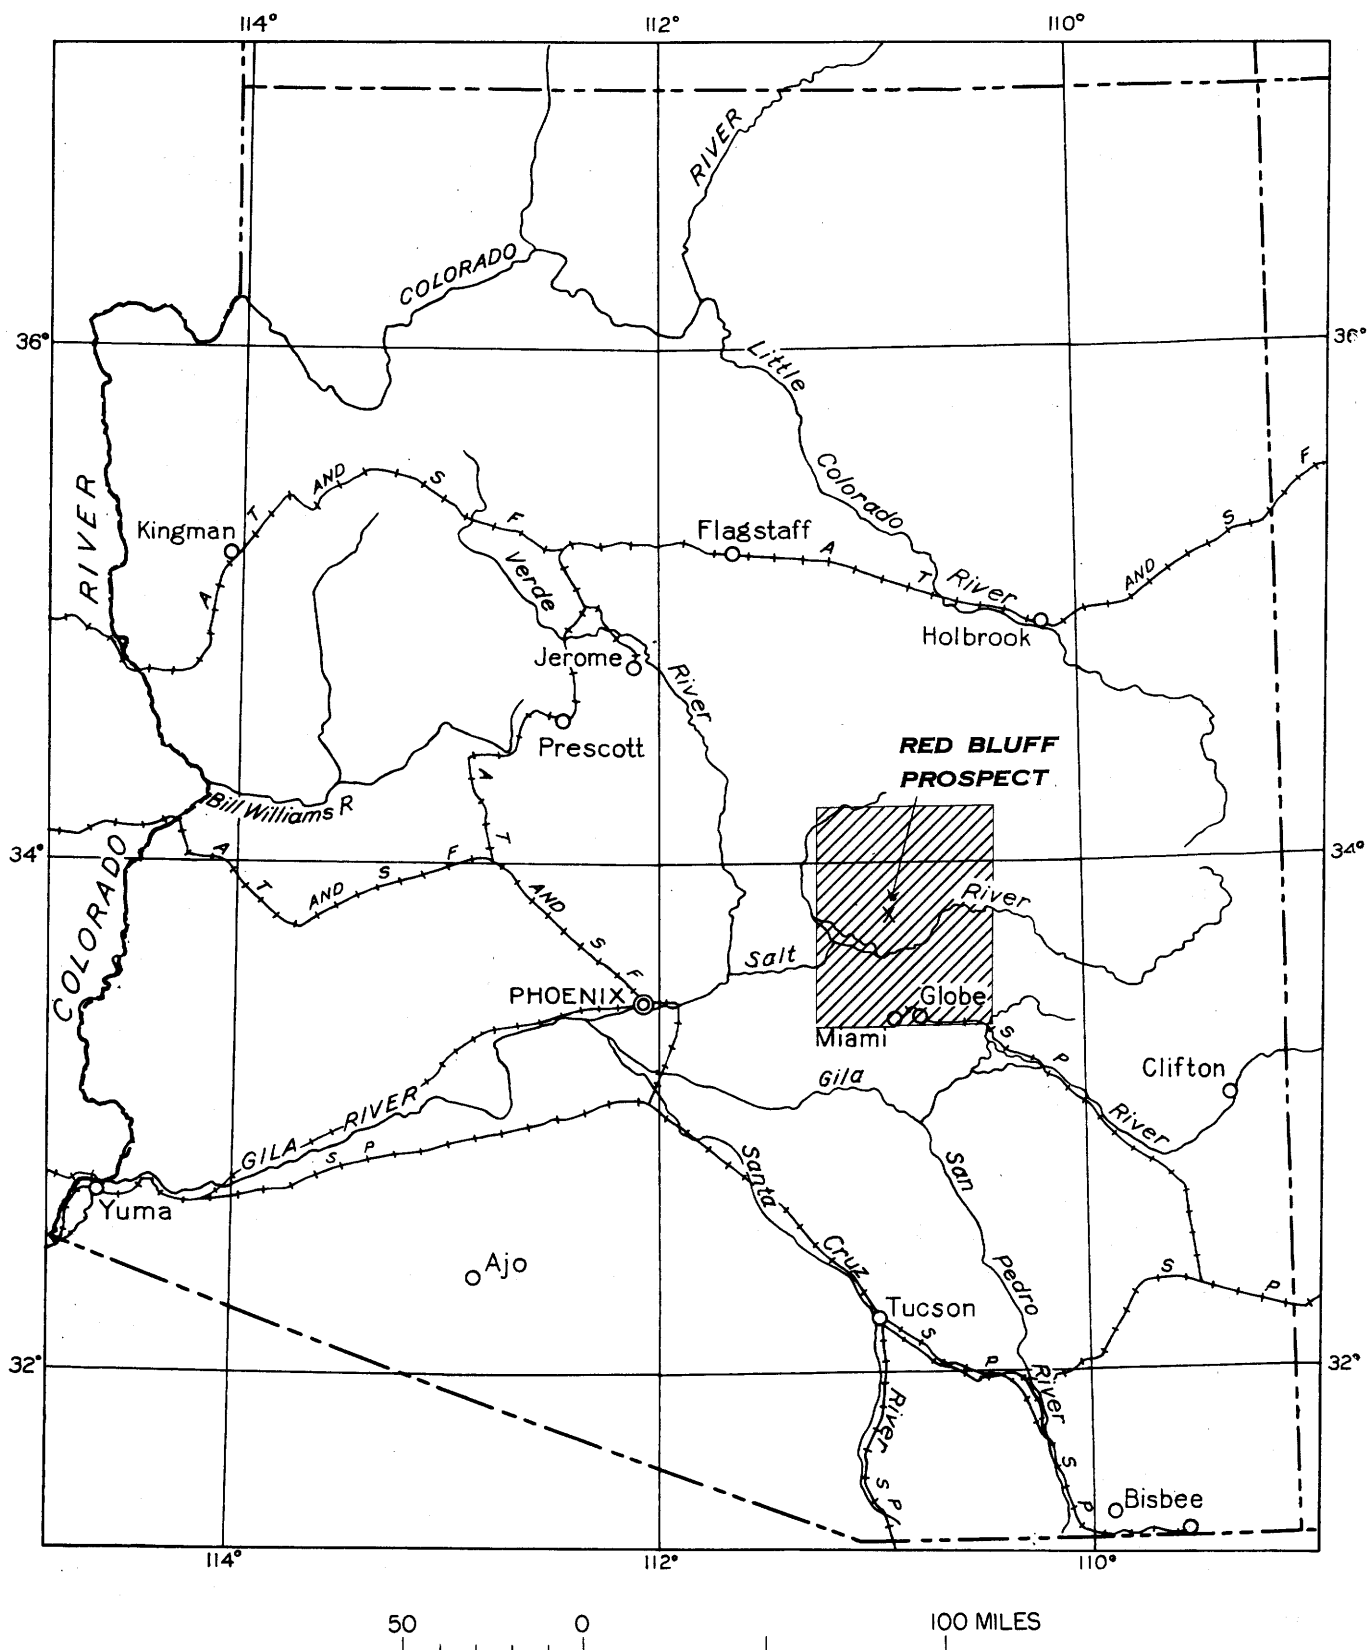 114°
112°
110°
RIVER
COLORADO
36°
36°
Little
F
AND
S
RIVER
Colorado
T
Kingman
F
Flagstaff
A
S
Verde
T
River
AND
A
Holbrook
Jerome
River
Prescott
RED BLUFF
PROSPECT
A
Bill Williams R
T
34°
A
F
34°
S
T
AND
AND
River
COLORADO
S
Salt
F
PHOENIX
Globe
Miami
S
P
Clifton
Gila
RIVER
River
GILA
S P
San
Santa
Yuma
Cruz
Ajo
Pedro
S
P
Tucson
S
32°
P
32°
River
River
S
S
P
P
Bisbee
114°
112°
110°
50
0
100 MILES